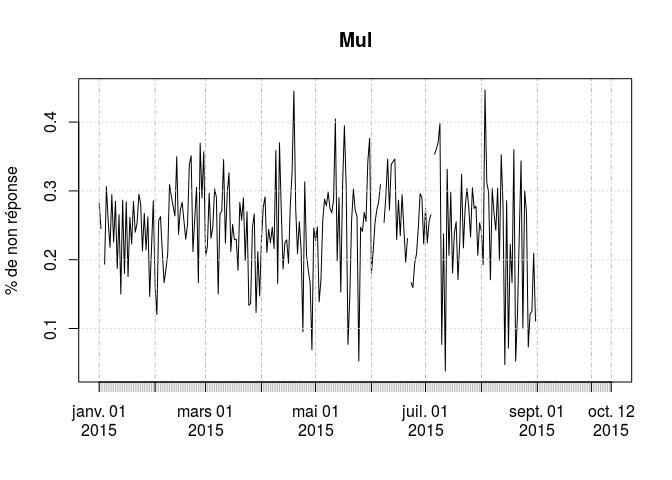 Mul
% de non réponse
0.4
0.3
0.2
0.1
janv. 01 mars 01 mai 01 juil. 01 sept. 01 oct. 12
2015 2015 2015 2015 2015 2015